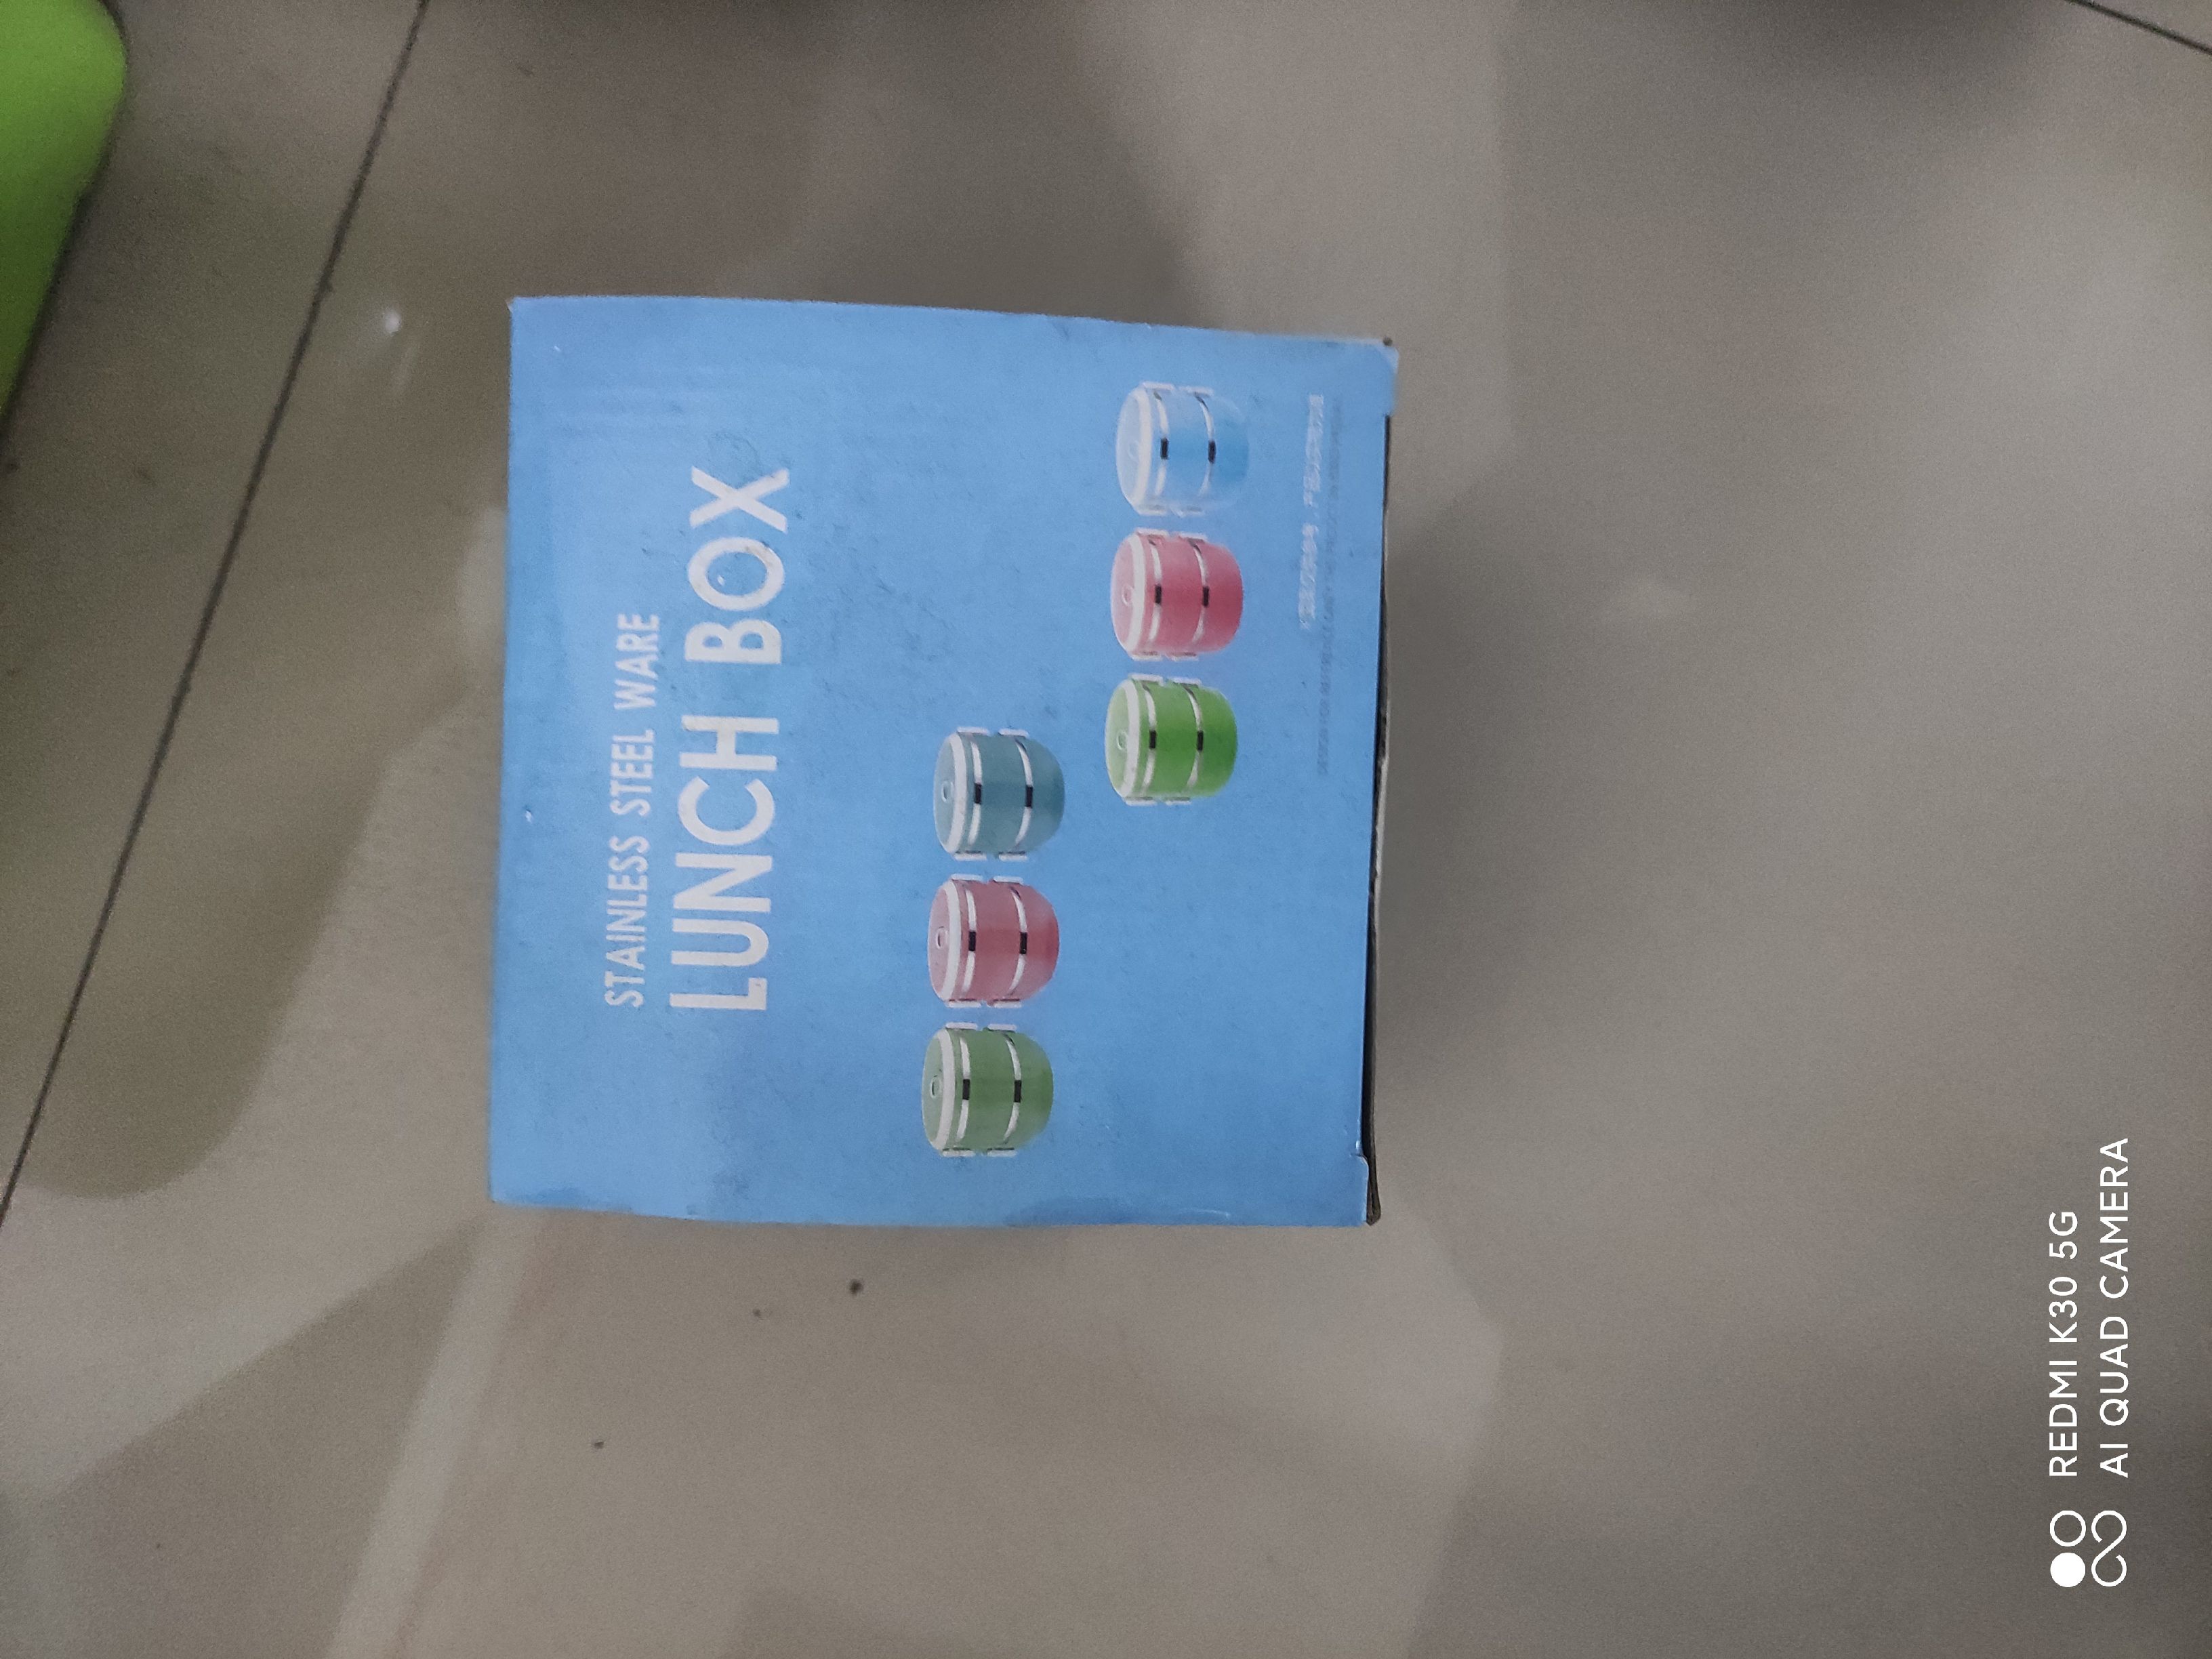 STAINLESS STEEL WARE
LUNCH BOX
REDMI K30 5G
AI QUAD CAMERA